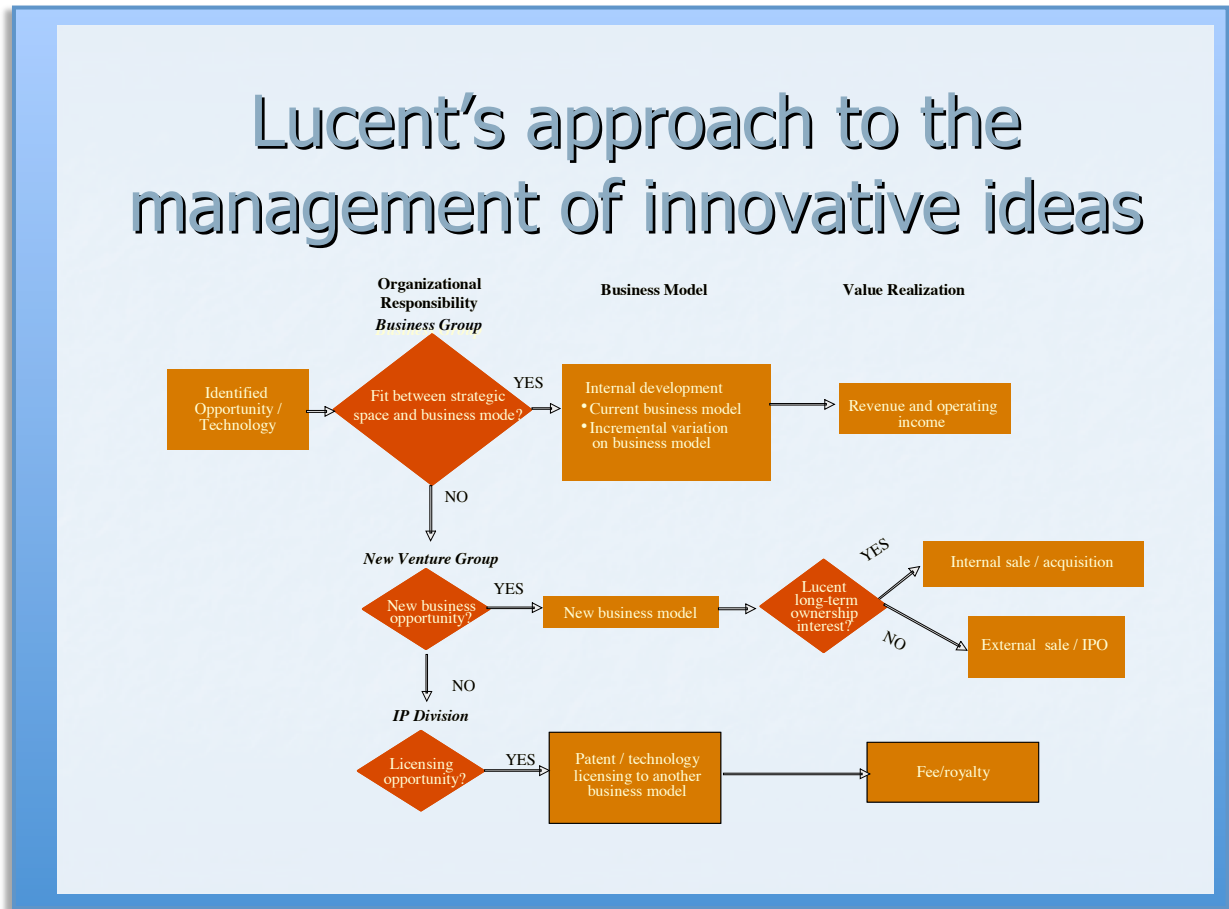 Lucent’s approach to the
management of innovative ideas
Organizational
Responsibility
Business Model
Value Realization
Business Group
Identified
Opportunity /
Technology
Fit between strategic
space and business mode?
YES
Internal development
• Current business model
• Incremental variation
on business model
Revenue and operating
income
NO
New Venture Group
New business
opportunity?
YES
New business model
Lucent
long-term
ownership
interest?
YES
Internal sale / acquisition
NO
External sale / IPO
NO
IP Division
Licensing
opportunity?
YES
Patent / technology
licensing to another
business model
Fee/royalty